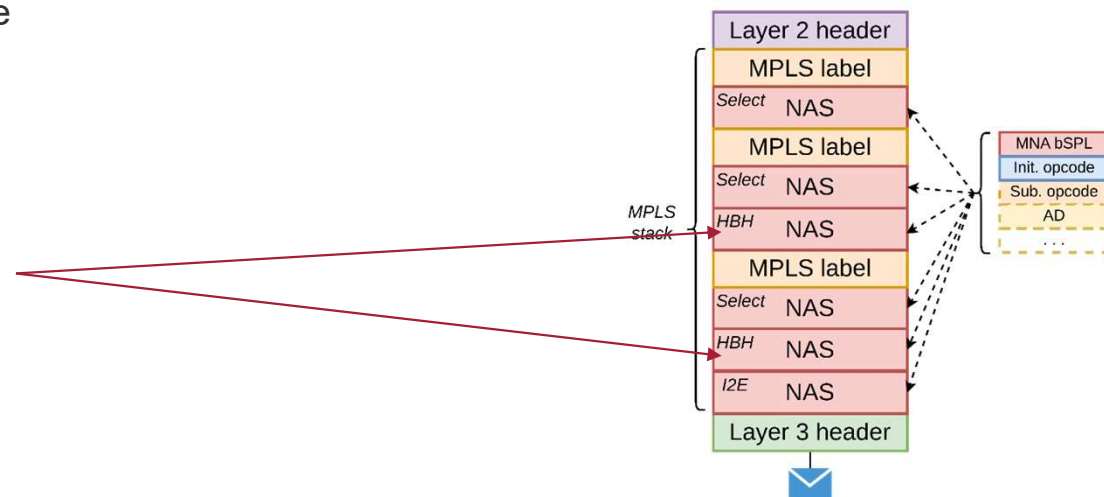 e
Layer 2 header
MPLS label
Select NAS
MPLS label
Select NAS
HBH NAS
MPLS label
Select NAS
HBH NAS
I2E NAS
Layer 3 header
MPLS
stack
MNA bSPL
Init. opcode
Sub. opcode
AD
...